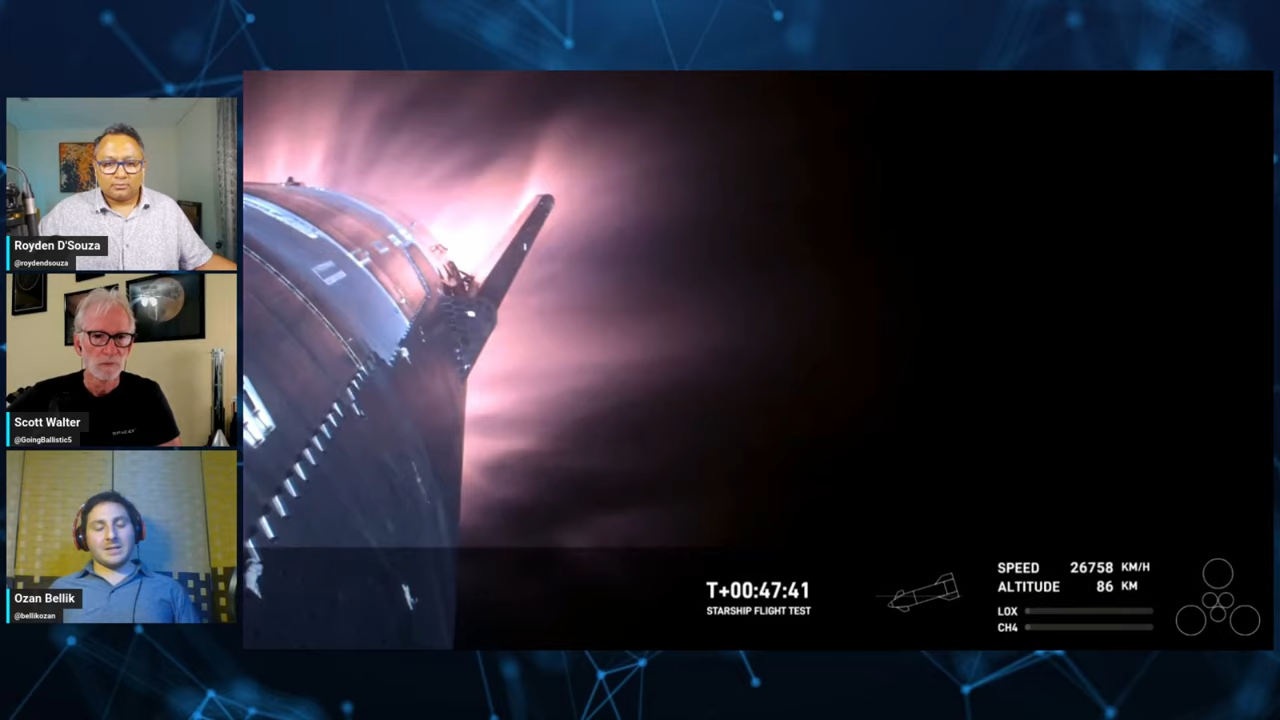 Royden D'Souza
@roydendsouza
Scott Walter
@GoingBallistic5
Ozan Bellik
@bellikozan
T+00:47:41
STARSHIP FLIGHT TEST
SPEED 26758 KM/H
ALTITUDE 86 KM
LOX
CH4